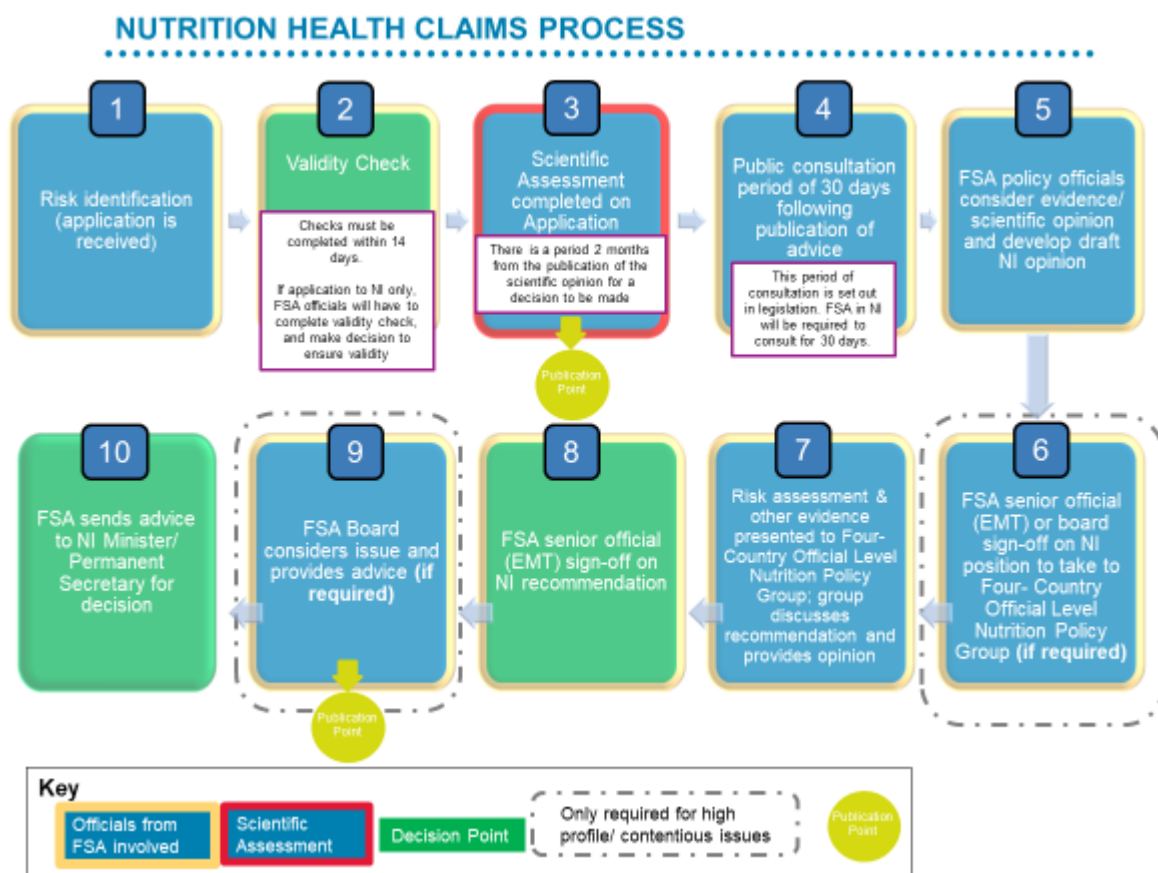 NUTRITION HEALTH CLAIMS PROCESS
1
Risk identification
(application is
received)
2
Validity Check
Checks must be
completed within 14
days.
If application to NI only,
FSA officials will have to
complete validity check,
and make decision to
ensure validity
3
Scientific
Assessment
completed on
Application
There is a period 2 months
from the publication of the
scientific opinion for a
decision to be made
Publication
Point
4
Public consultation
period of 30 days
following
publication of
advice
This period of
consultation is set out
in legislation. FSA in NI
will be required to
consult for 30 days.
5
FSA policy officials
consider evidence/
scientific opinion
and develop draft
NI opinion
6
FSA senior official
(EMT) or board
sign-off on NI
position to take to
Four- Country
Official Level
Nutrition Policy
Group (if required)
7
Risk assessment &
other evidence
presented to Four-
Country Official Level
Nutrition Policy
Group; group
discusses
recommendation and
provides opinion
8
FSA senior official
(EMT) sign-off on
NI recommendation
9
FSA Board
considers issue and
provides advice (if
required)
Publication
Point
10
FSA sends advice
to NI Minister/
Permanent
Secretary for
decision
Key
Officials from
FSA involved
Scientific
Assessment
Decision Point
Only required for high
profile/ contentious issues
Publication
Point